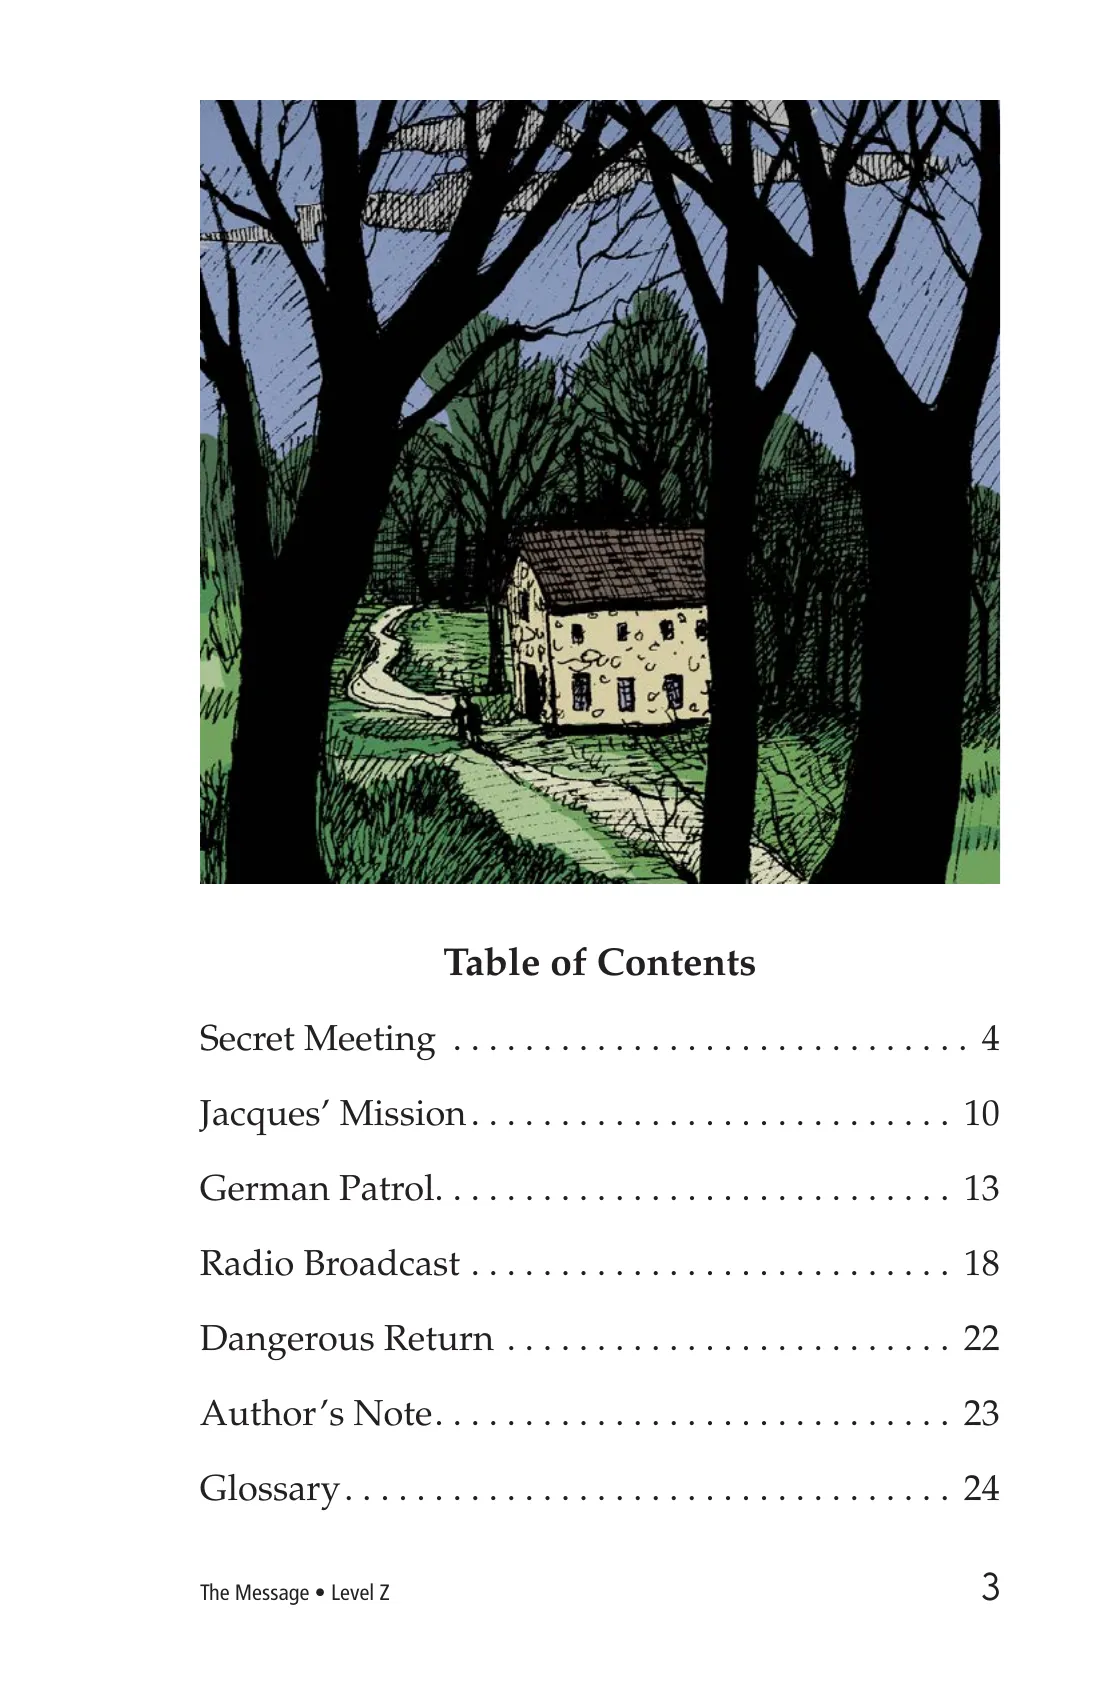 Table of Contents
Secret Meeting . . . . . . . . . . . . . . . . . . . . . . . . . . . . . 4
Jacques’ Mission . . . . . . . . . . . . . . . . . . . . . . . . . . . 10
German Patrol. . . . . . . . . . . . . . . . . . . . . . . . . . . . . 13
Radio Broadcast . . . . . . . . . . . . . . . . . . . . . . . . . . . 18
Dangerous Return . . . . . . . . . . . . . . . . . . . . . . . . . 22
Author’s Note. . . . . . . . . . . . . . . . . . . . . . . . . . . . . 23
Glossary . . . . . . . . . . . . . . . . . . . . . . . . . . . . . . . . . . 24
The Message • Level Z 3